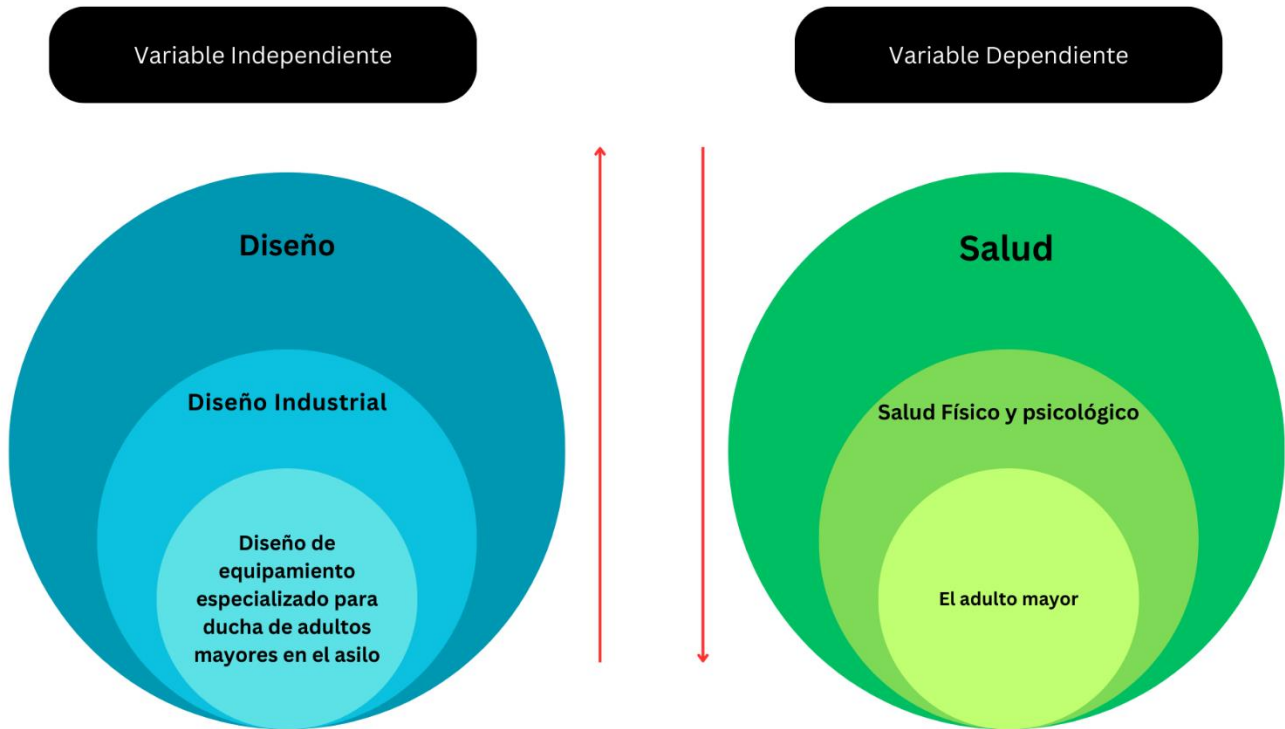 Variable Independiente
Variable Dependiente
Diseño
Diseño Industrial
Diseño de
equipamiento
especializado para
ducha de adultos
mayores en el asilo
Salud
Salud Físico y psicológico
El adulto mayor